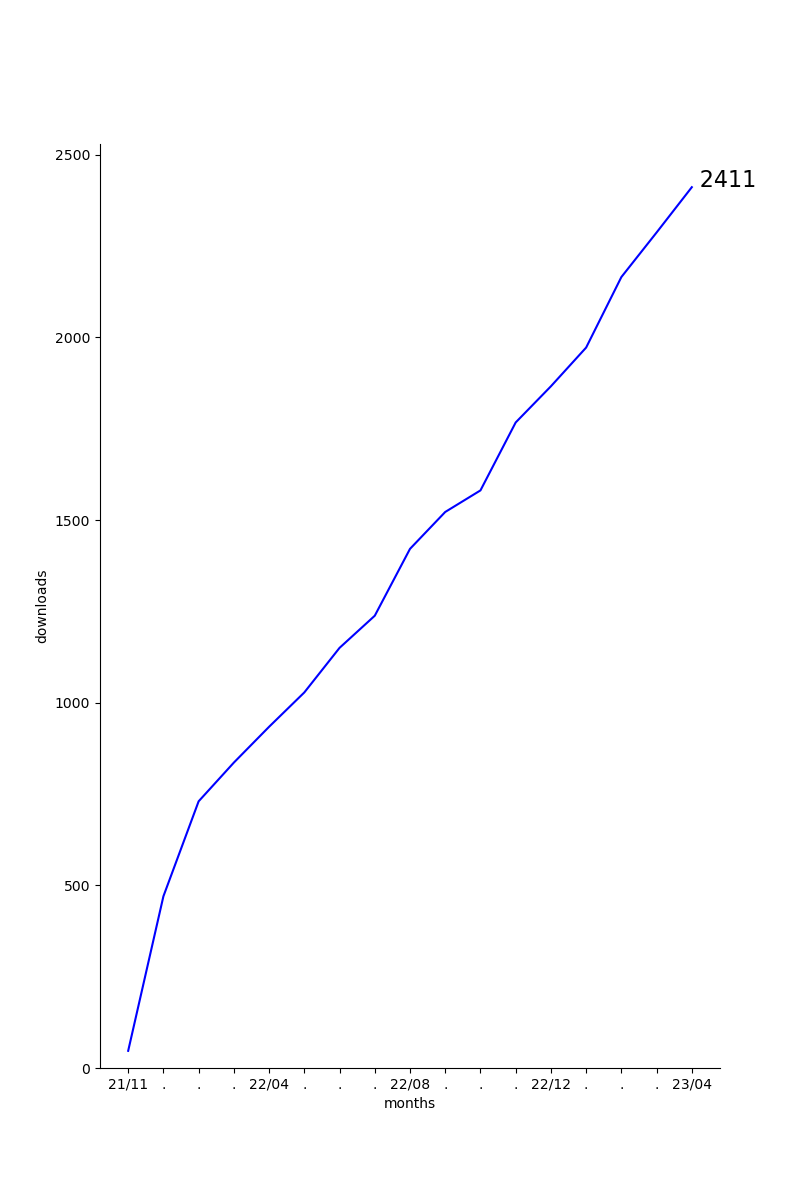 2500
2411
2000
1500
downloads
1000
500
0
21/11 . . . 22/04 . . . 22/08 . . . 22/12 . . . 23/04
months